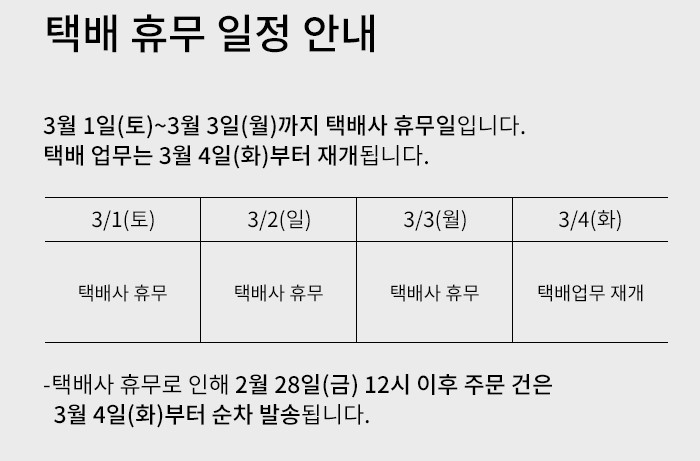 택배 휴무 일정 안내
3월 1일(토)~3월 3일(월)까지 택배사 휴무일입니다.
택배 업무는 3월 4일(화)부터 재개됩니다.
3/1(토) 3/2(일) 3/3(월) 3/4(화)
택배사 휴무 택배사 휴무 택배사 휴무 택배업무 재개
-택배사 휴무로 인해 2월 28일(금) 12시 이후 주문 건은
3월 4일(화)부터 순차 발송됩니다.